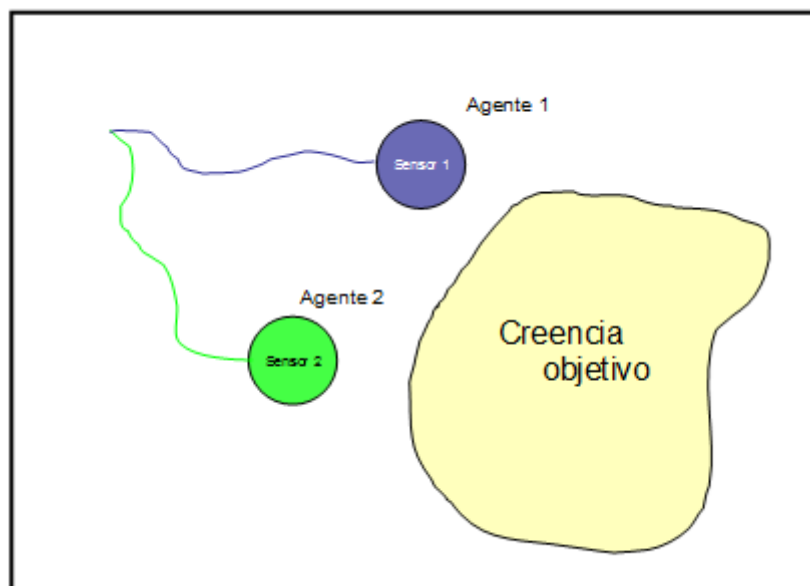 Agente 1
Sensor 1
Agente 2
Sensor 2
Creencia
objetivo